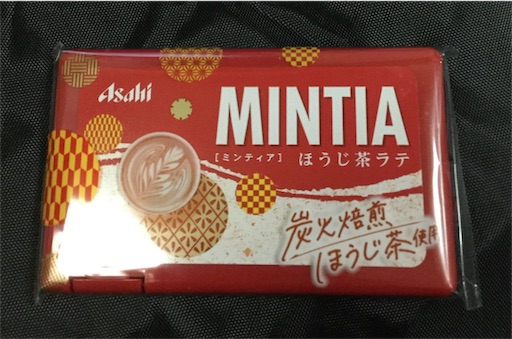 Asahi
MINTIA
[ミンティア] ほうじ茶ラテ
炭火焙煎
ほうじ茶使用